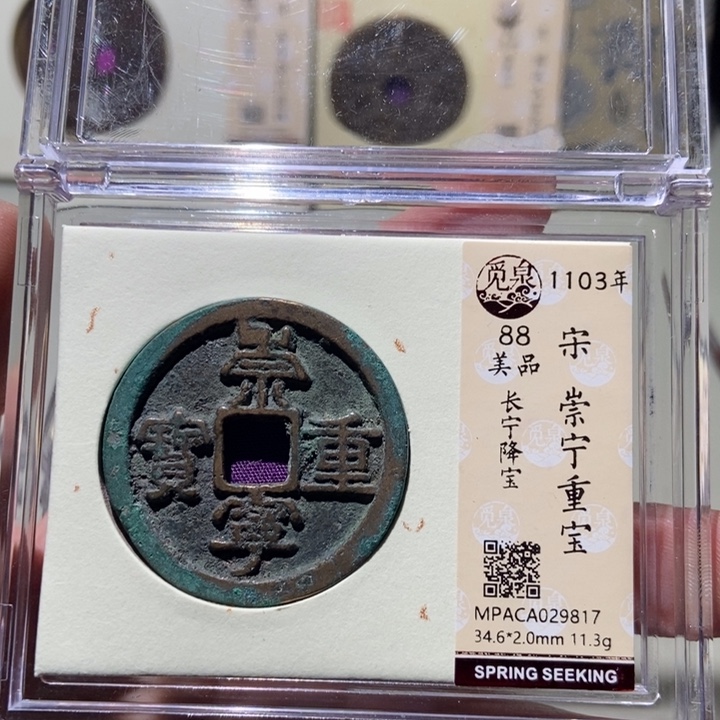 崇寧重寶
觅泉
1103年
88
美品
长宁降宝
宋 崇宁重宝
MPACA029817
34.6*2.0mm 11.3g
SPRING SEEKING